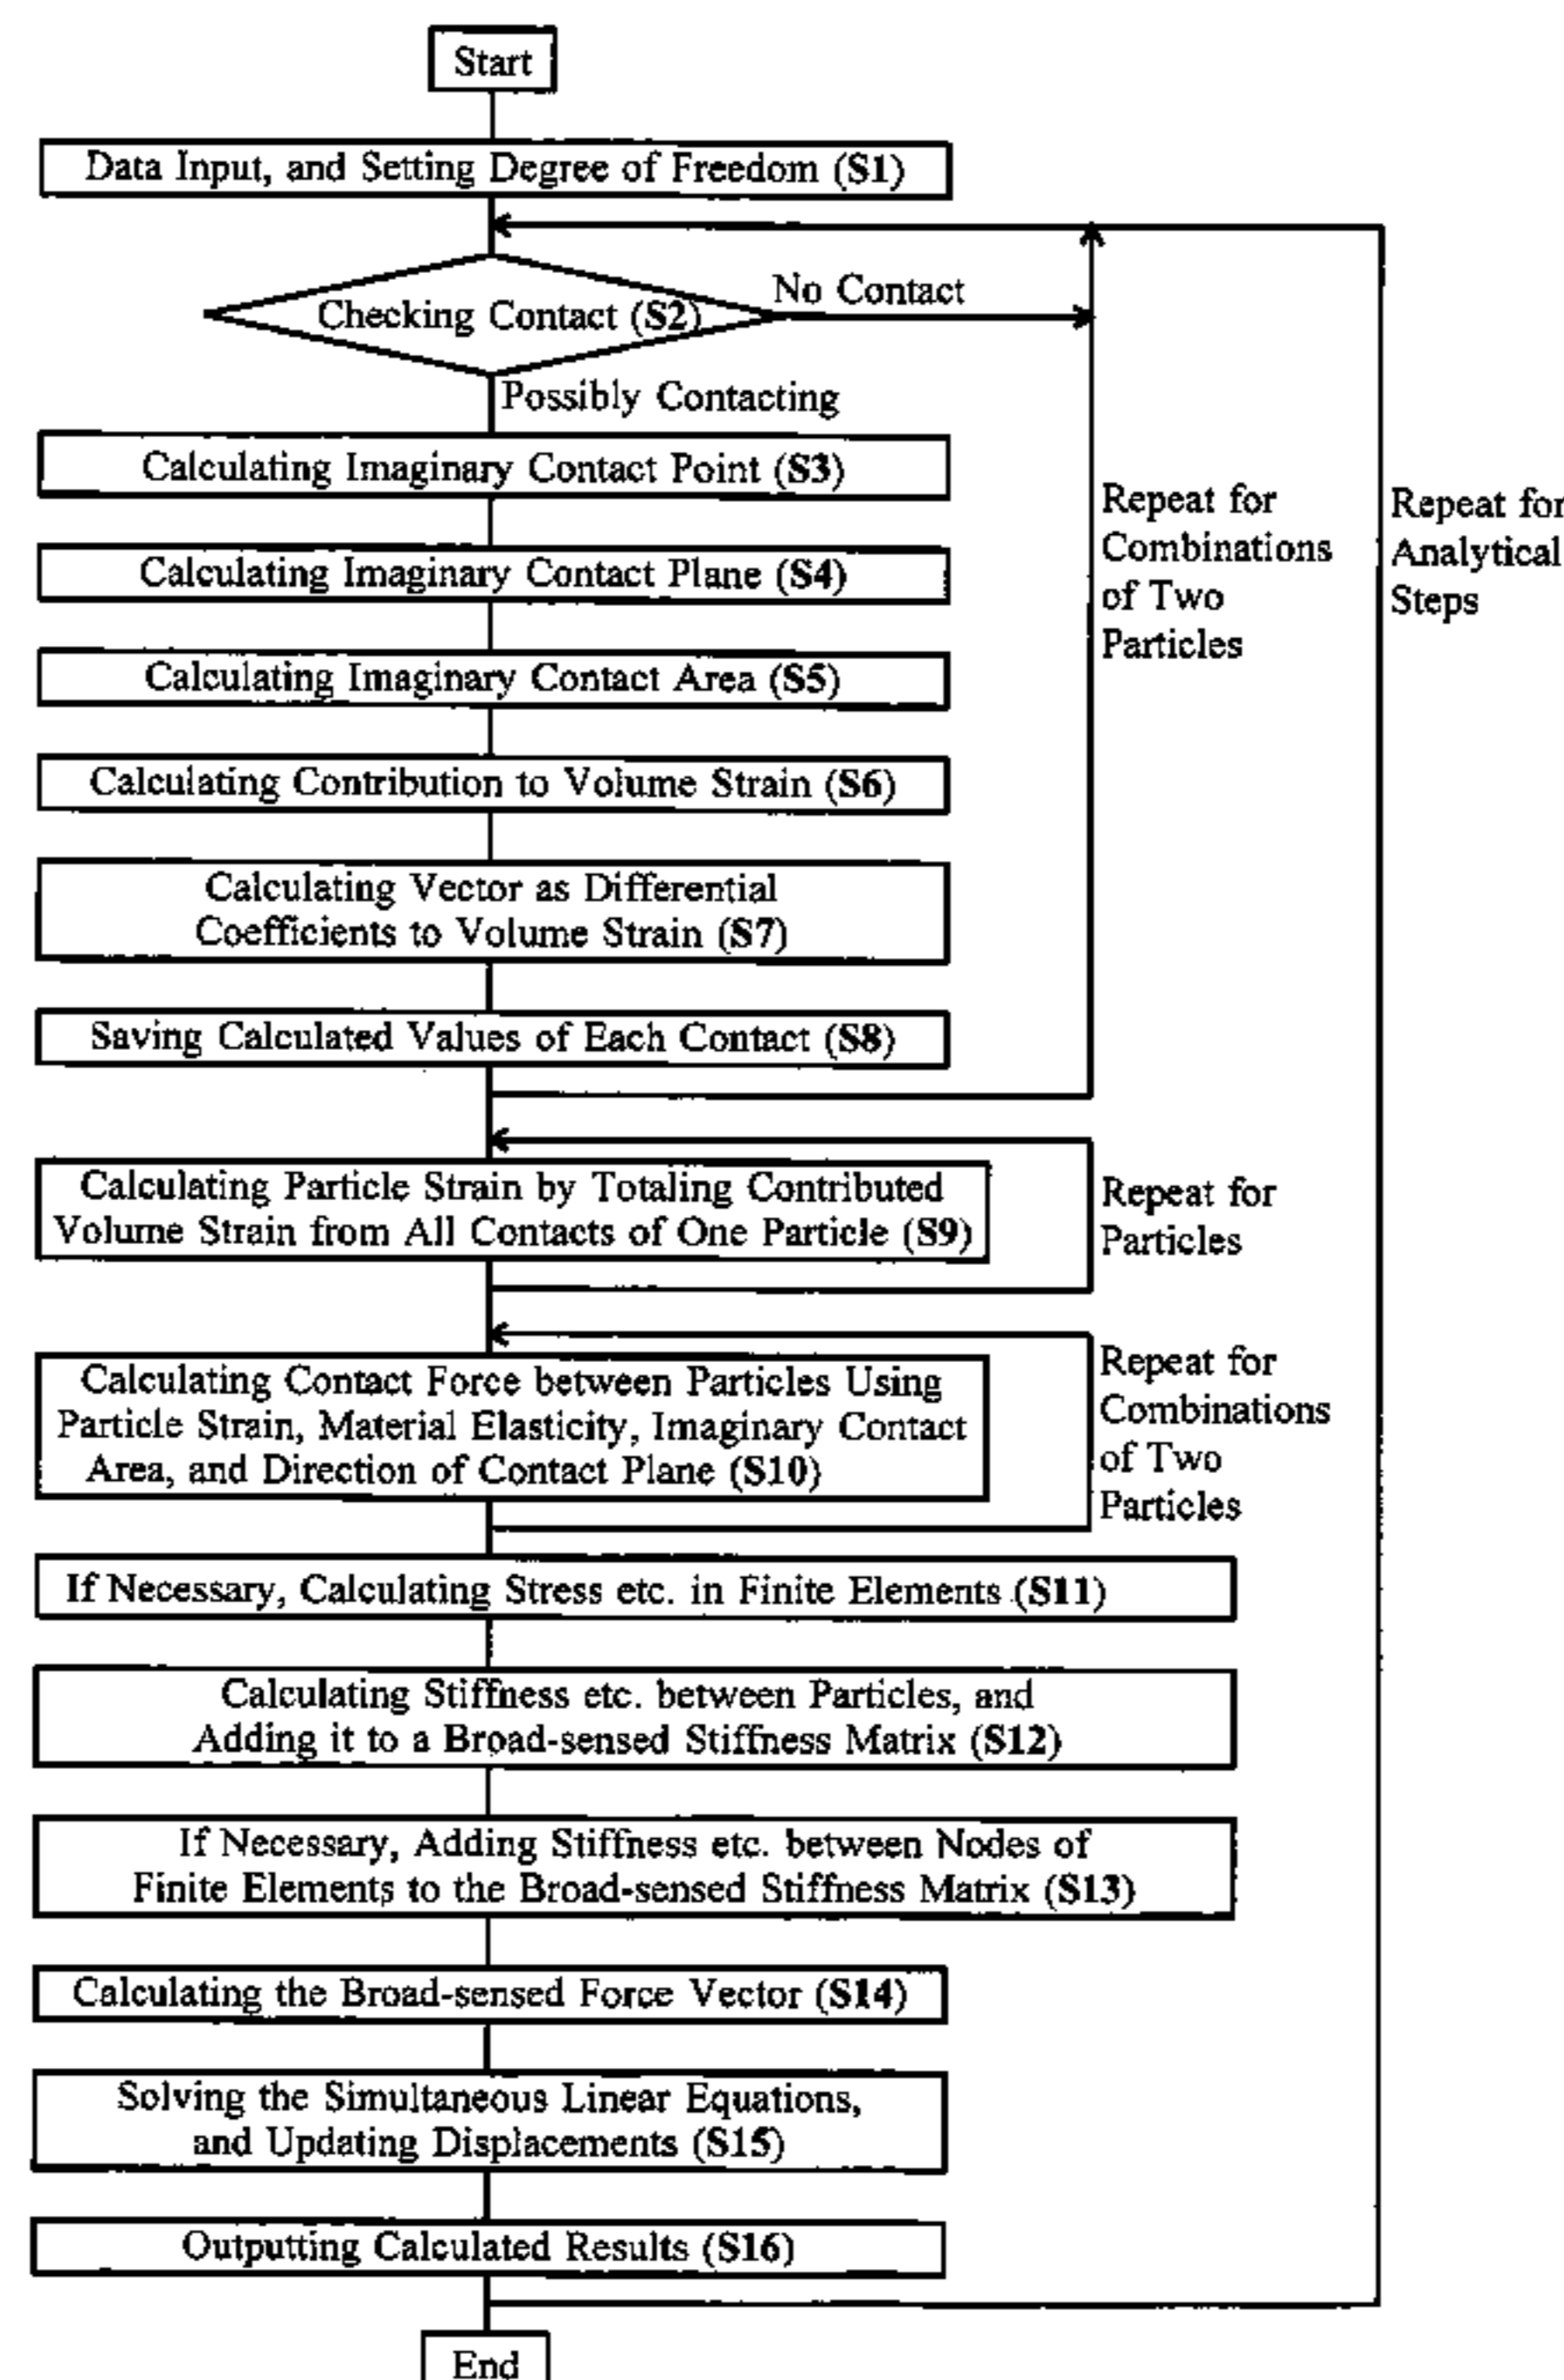 Start
Data Input, and Setting Degree of Freedom (S1)
Checking Contact (S2)
No Contact
Possibly Contacting
Calculating Imaginary Contact Point (S3)
Calculating Imaginary Contact Plane (S4)
Calculating Imaginary Contact Area (S5)
Calculating Contribution to Volume Strain (S6)
Calculating Vector as Differential
Coefficients to Volume Strain (S7)
Saving Calculated Values of Each Contact (S8)
Repeat for
Combinations
of Two
Particles
Repeat for
Analytical
Steps
Calculating Particle Strain by Totaling Contributed
Volume Strain from All Contacts of One Particle (S9)
Repeat for
Particles
Calculating Contact Force between Particles Using
Particle Strain, Material Elasticity, Imaginary Contact
Area, and Direction of Contact Plane (S10)
Repeat for
Combinations
of Two
Particles
If Necessary, Calculating Stress etc. in Finite Elements (S11)
Calculating Stiffness etc. between Particles, and
Adding it to a Broad-sensed Stiffness Matrix (S12)
If Necessary, Adding Stiffness etc. between Nodes of
Finite Elements to the Broad-sensed Stiffness Matrix (S13)
Calculating the Broad-sensed Force Vector (S14)
Solving the Simultaneous Linear Equations,
and Updating Displacements (S15)
Outputting Calculated Results (S16)
End